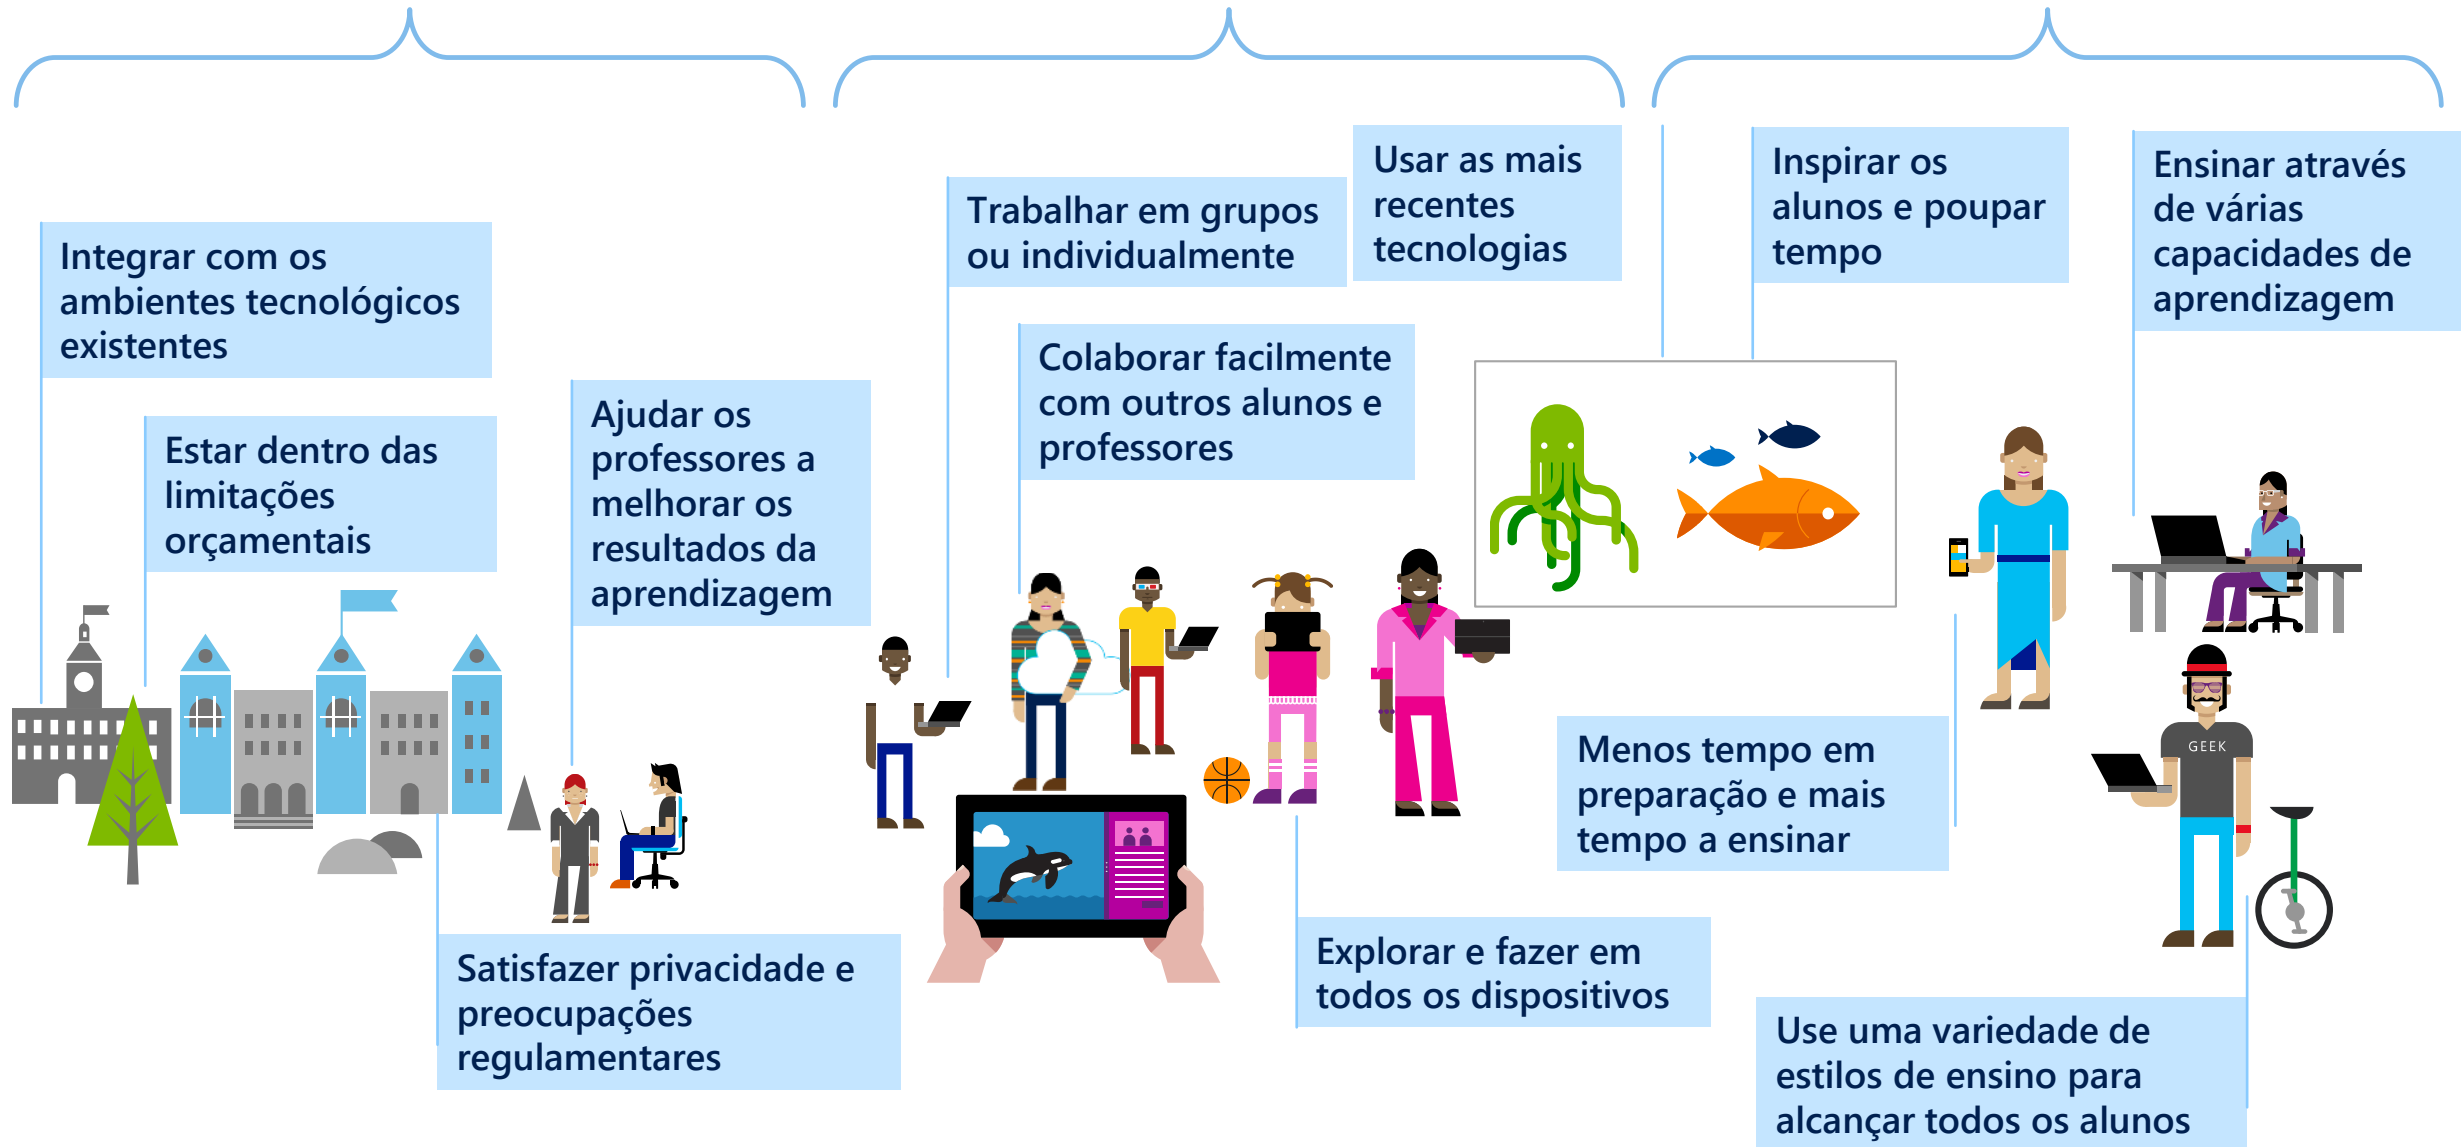 Integrar com os
ambientes tecnológicos
existentes
Estar dentro das
limitações
orçamentais
Ajudar os
professores a
melhorar os
resultados da
aprendizagem
Satisfazer privacidade e
preocupações
regulamentares
Trabalhar em grupos
ou individualmente
Usar as mais
recentes
tecnologias
Colaborar facilmente
com outros alunos e
professores
Explorar e fazer em
todos os dispositivos
Inspirar os
alunos e poupar
tempo
Ensinar através
de várias
capacidades de
aprendizagem
Menos tempo em
preparação e mais
tempo a ensinar
GEEK
Use uma variedade de
estilos de ensino para
alcançar todos os alunos